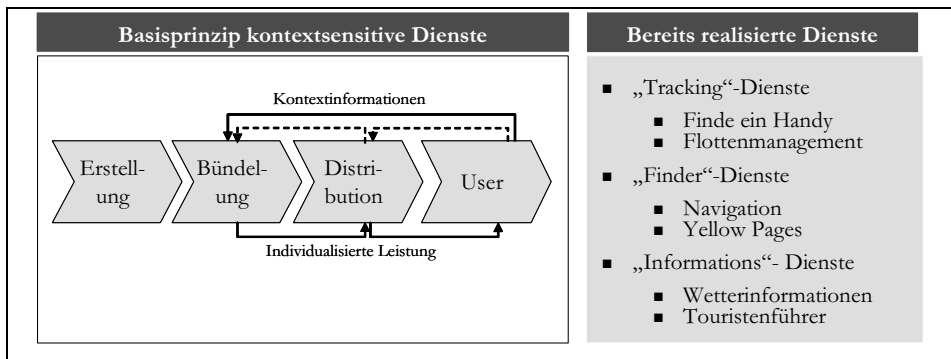 Basisprinzip kontextsensitive Dienste
Kontextinformationen
Erstell-
ung
Bündel-
ung
Distri-
bution
User
Individualisierte Leistung
Bereits realisierte Dienste
■ „Tracking“-Dienste
■ Finde ein Handy
■ Flottenmanagement
■ „Finder“-Dienste
■ Navigation
■ Yellow Pages
■ „Informations“- Dienste
■ Wetterinformationen
■ Touristenführer